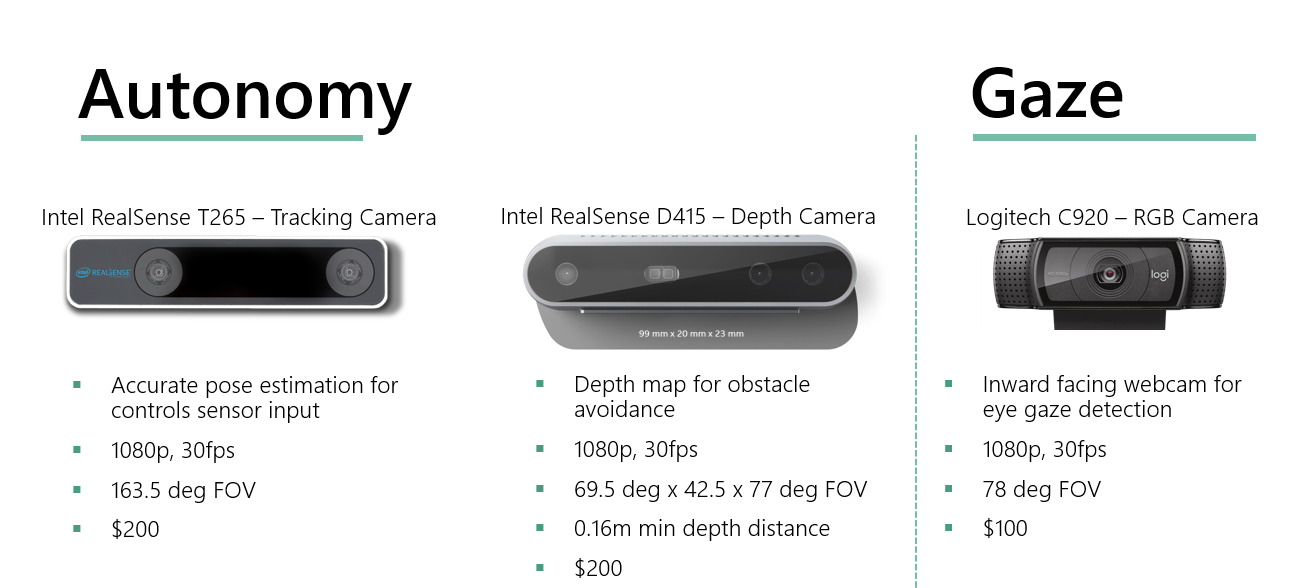 Autonomy
Gaze
Intel RealSense T265 – Tracking Camera
Intel RealSense D415 – Depth Camera
Logitech C920 – RGB Camera
intel REALSENSE
99 mm x 20 mm x 23 mm
logi
Accurate pose estimation for
controls sensor input
1080p, 30fps
163.5 deg FOV
$200
Depth map for obstacle
avoidance
1080p, 30fps
69.5 deg x 42.5 x 77 deg FOV
0.16m min depth distance
$200
Inward facing webcam for
eye gaze detection
1080p, 30fps
78 deg FOV
$100